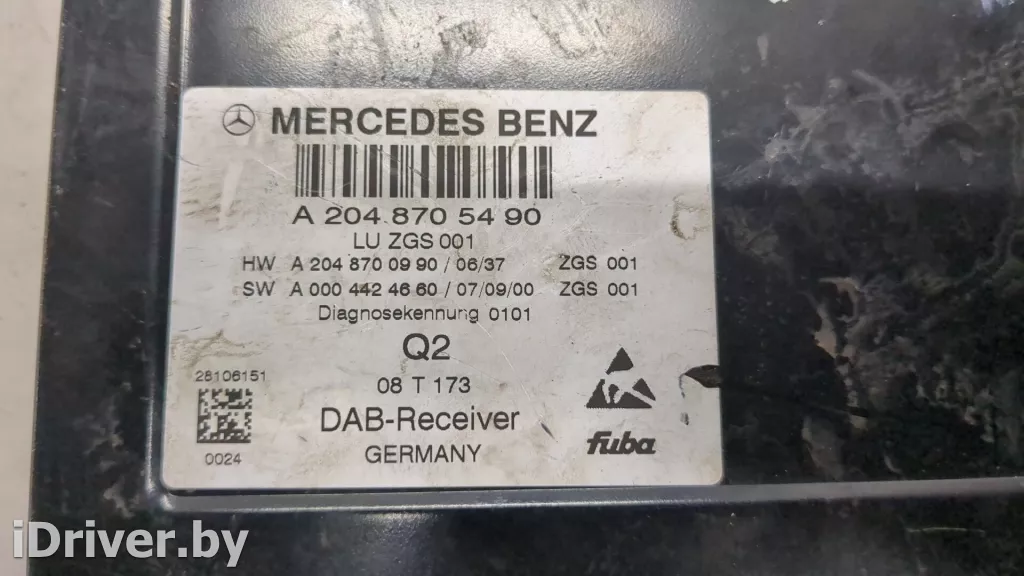 MERCEDES BENZ
A 204 870 54 90
LU ZGS 001
HW A 204 870 09 90 / 06/37 ZGS 001
SW A 000 442 46 60 / 07/09/00 ZGS 001
Diagnosekennung 0101
Q2
28106151
08 T 173
DAB-Receiver
0024
GERMANY
fuba
iDriver.by